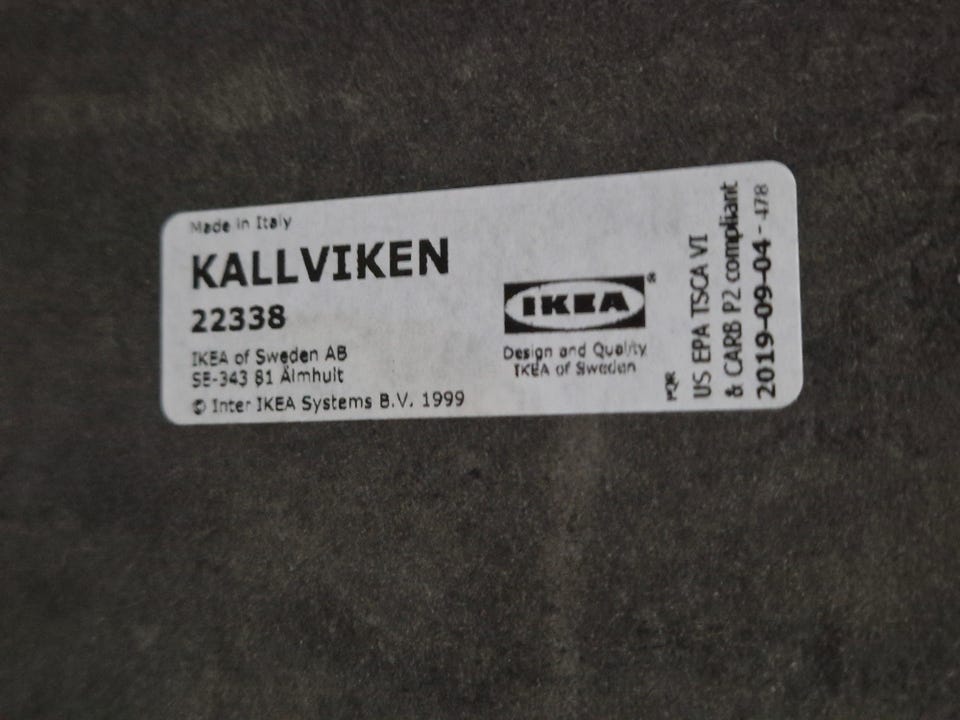 Made in Italy
KALLVIKEN
22338
IKEA of Sweden AB
SE-343 81 Älmhult
© Inter IKEA Systems B.V. 1999
IKEA®
Design and Quality
IKEA of Sweden
PQR
US EPA TSCA VI
& CARB P2 compliant
2019-09-04 - 478